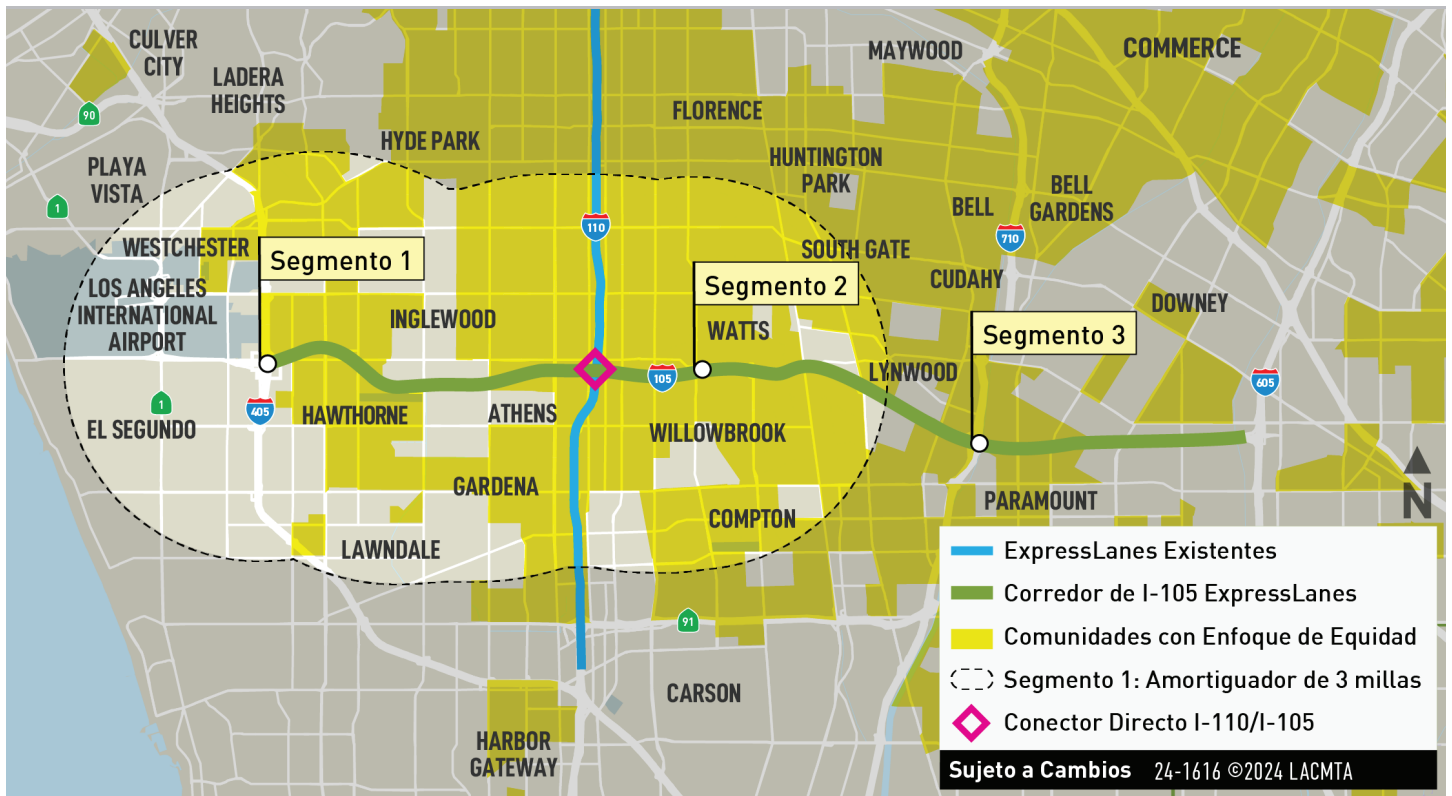 CULVER
CITY
LADERA
HEIGHTS
MAYWOOD
COMMERCE
90
FLORENCE
HYDE PARK
PLAYA
VISTA
HUNTINGTON
PARK
1
BELL
BELL
GARDENS
110
710
WESTCHESTER
SOUTH GATE
Segmento 1
CUDAHY
LOS ANGELES
INTERNATIONAL
AIRPORT
Segmento 2
DOWNEY
INGLEWOOD
WATTS
Segmento 3
LYNWOOD
105
605
1
405
HAWTHORNE
ATHENS
EL SEGUNDO
WILLOWBROOK
GARDENA
PARAMOUNT
N
COMPTON
LAWNDALE
91
CARSON
HARBOR
GATEWAY
ExpressLanes Existentes
Corredor de I-105 ExpressLanes
Comunidades con Enfoque de Equidad
Segmento 1: Amortiguador de 3 millas
Conector Directo I-110/I-105
Sujeto a Cambios 24-1616 ©2024 LACMTA